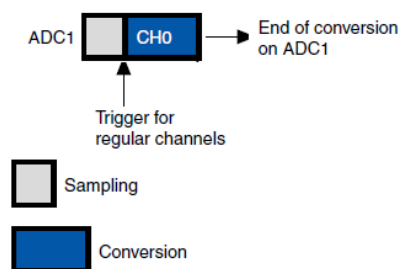 ADC1
CH0
End of conversion
on ADC1
Trigger for
regular channels
Sampling
Conversion